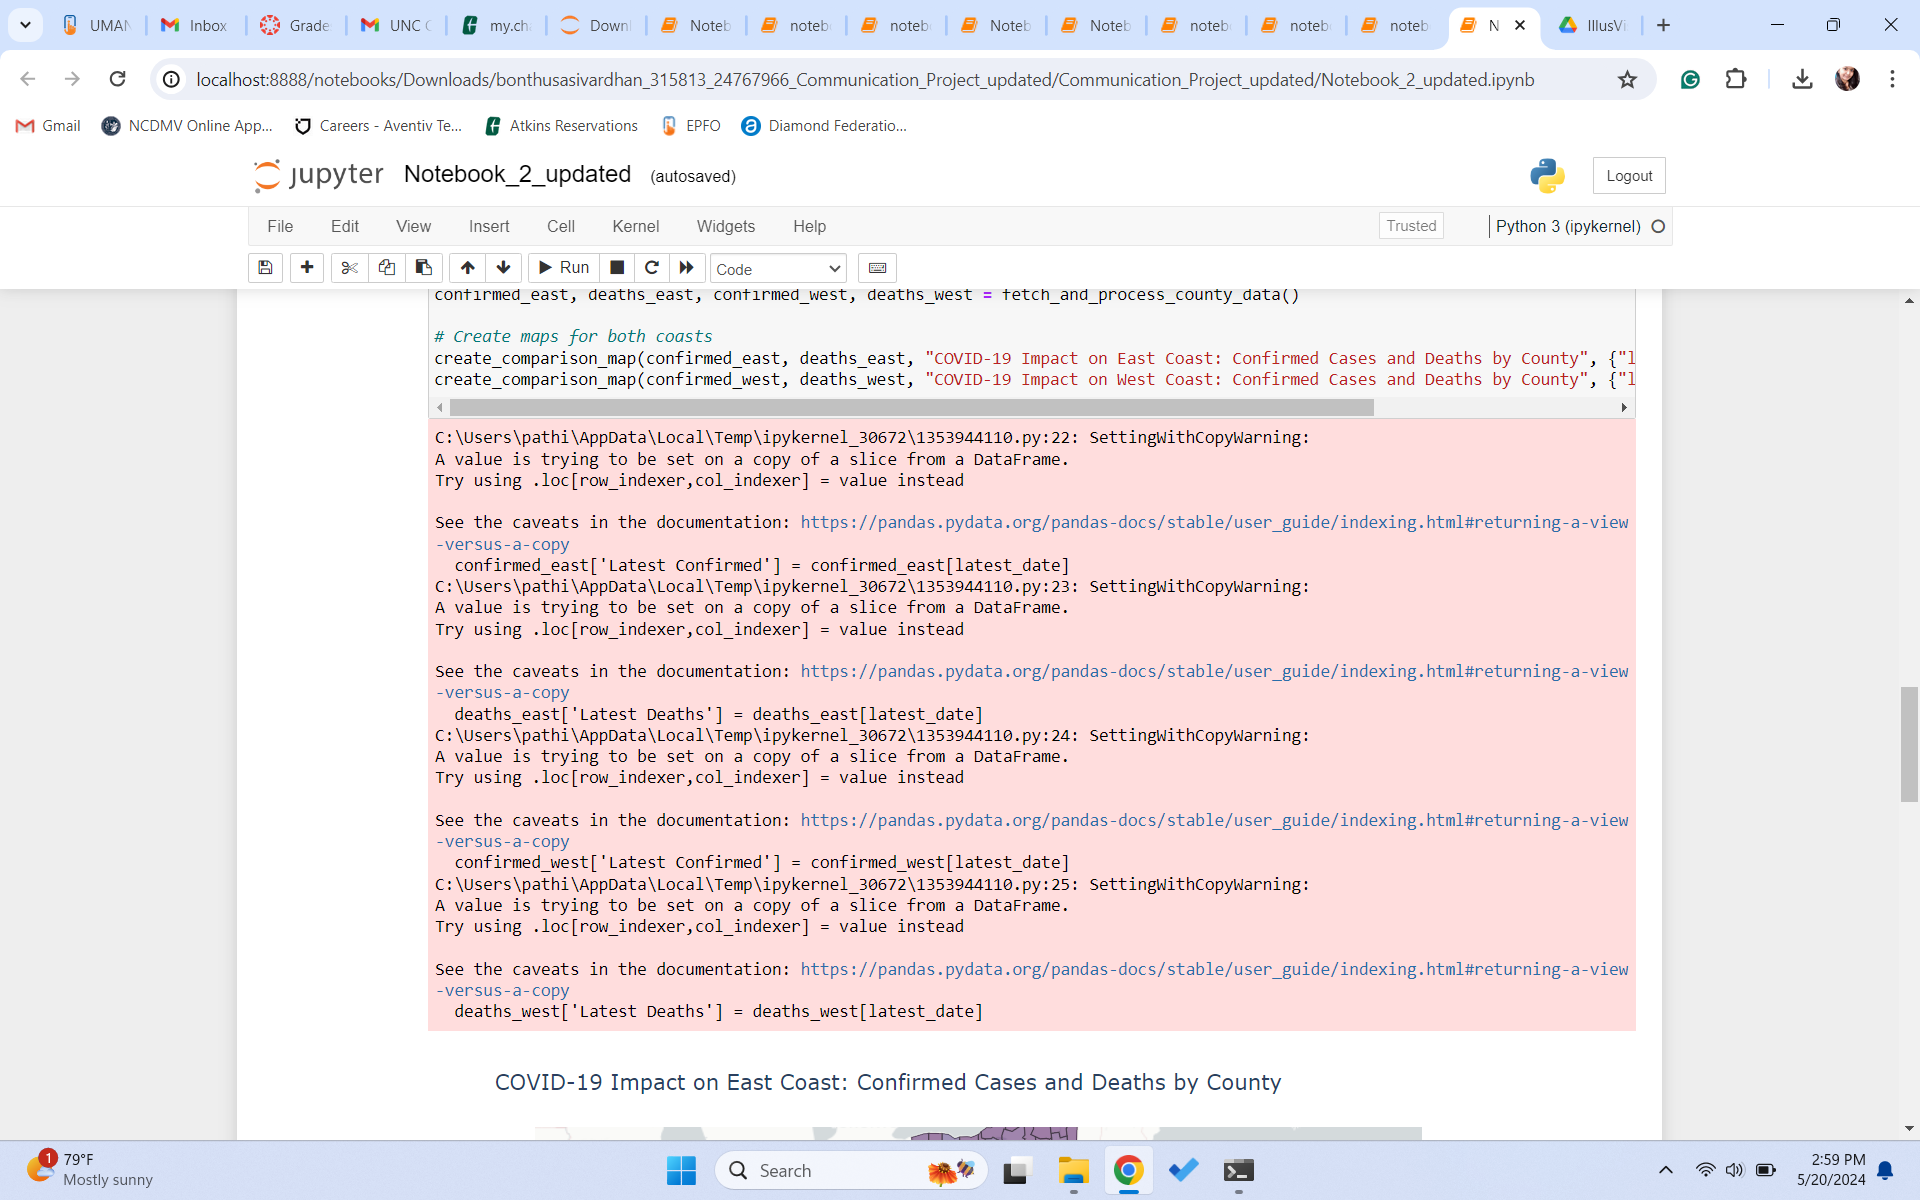 UMAN
Inbox
Grade
UNC C
my.ch
Downl
Noteb
noteb
noteb
Noteb
Noteb
noteb
noteb
noteb
N
IllusVi
localhost:8888/notebooks/Downloads/bonthusasivardhan_315813_24767966_Communication_Project_updated/Communication_Project_updated/Notebook_2_updated.ipynb
Gmail
NCDMV Online App...
Careers - Aventiv Te...
Atkins Reservations
EPFO
Diamond Federatio...
jupyter
Notebook_2_updated
(autosaved)
Logout
File Edit View Insert Cell Kernel Widgets Help
Trusted
Python 3 (ipykernel)
Run
Code
confirmed_east, deaths_east, confirmed_west, deaths_west = fetch_and_process_county_data()
# Create maps for both coasts
create_comparison_map(confirmed_east, deaths_east, "COVID-19 Impact on East Coast: Confirmed Cases and Deaths by County", {"l
create_comparison_map(confirmed_west, deaths_west, "COVID-19 Impact on West Coast: Confirmed Cases and Deaths by County", {"l
C:\Users\pathi\AppData\Local\Temp\ipykernel_30672\1353944110.py:22: SettingWithCopyWarning:
A value is trying to be set on a copy of a slice from a DataFrame.
Try using .loc[row_indexer,col_indexer] = value instead
See the caveats in the documentation: https://pandas.pydata.org/pandas-docs/stable/user_guide/indexing.html#returning-a-view
-versus-a-copy
confirmed_east['Latest Confirmed'] = confirmed_east[latest_date]
C:\Users\pathi\AppData\Local\Temp\ipykernel_30672\1353944110.py:23: SettingWithCopyWarning:
A value is trying to be set on a copy of a slice from a DataFrame.
Try using .loc[row_indexer,col_indexer] = value instead
See the caveats in the documentation: https://pandas.pydata.org/pandas-docs/stable/user_guide/indexing.html#returning-a-view
-versus-a-copy
deaths_east['Latest Deaths'] = deaths_east[latest_date]
C:\Users\pathi\AppData\Local\Temp\ipykernel_30672\1353944110.py:24: SettingWithCopyWarning:
A value is trying to be set on a copy of a slice from a DataFrame.
Try using .loc[row_indexer,col_indexer] = value instead
See the caveats in the documentation: https://pandas.pydata.org/pandas-docs/stable/user_guide/indexing.html#returning-a-view
-versus-a-copy
confirmed_west['Latest Confirmed'] = confirmed_west[latest_date]
C:\Users\pathi\AppData\Local\Temp\ipykernel_30672\1353944110.py:25: SettingWithCopyWarning:
A value is trying to be set on a copy of a slice from a DataFrame.
Try using .loc[row_indexer,col_indexer] = value instead
See the caveats in the documentation: https://pandas.pydata.org/pandas-docs/stable/user_guide/indexing.html#returning-a-view
-versus-a-copy
deaths_west['Latest Deaths'] = deaths_west[latest_date]
COVID-19 Impact on East Coast: Confirmed Cases and Deaths by County
1
79°F
Mostly sunny
Search
2:59 PM
5/20/2024